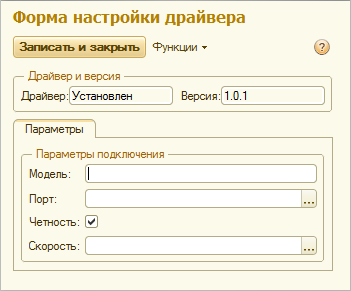 Форма настройки драйвера
Записать и закрыть Функции ?
Драйвер и версия
Драйвер: Установлен Версия: 1.0.1
Параметры
Параметры подключения
Модель:
Порт: ...
Четность:
Скорость: ...